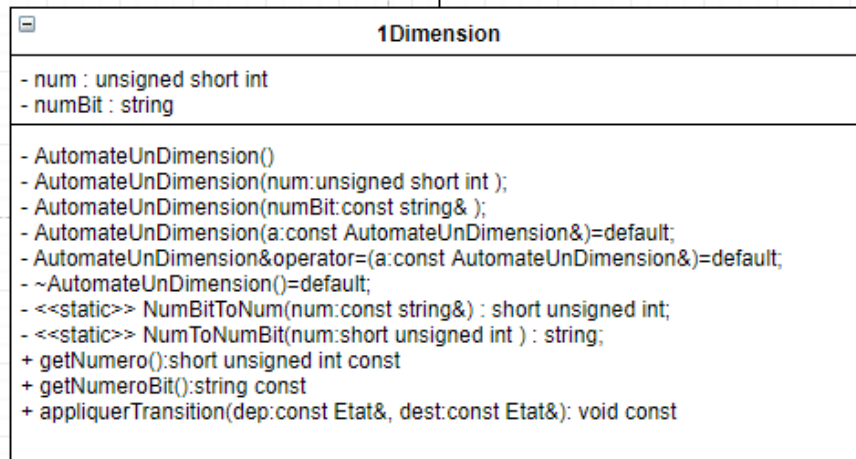 1Dimension
- num : unsigned short int
- numBit : string
- AutomateUnDimension()
- AutomateUnDimension(num:unsigned short int );
- AutomateUnDimension(numBit:const string& );
- AutomateUnDimension(a:const AutomateUnDimension&)=default;
- AutomateUnDimension&operator=(a:const AutomateUnDimension&)=default;
- ~AutomateUnDimension()=default;
- <<static>> NumBitToNum(num:const string&) : short unsigned int;
- <<static>> NumToNumBit(num:short unsigned int ) : string;
+ getNumero():short unsigned int const
+ getNumeroBit():string const
+ appliquerTransition(dep:const Etat&, dest:const Etat&): void const